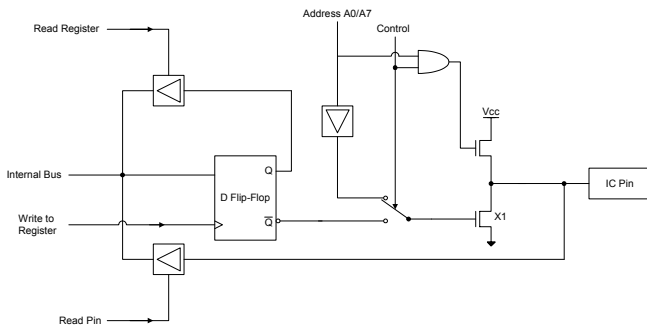 Address A0/A7
Control
Read Register
Vcc
Internal Bus
Q
D Flip-Flop
IC Pin
Write to
Register
Q
X1
Read Pin